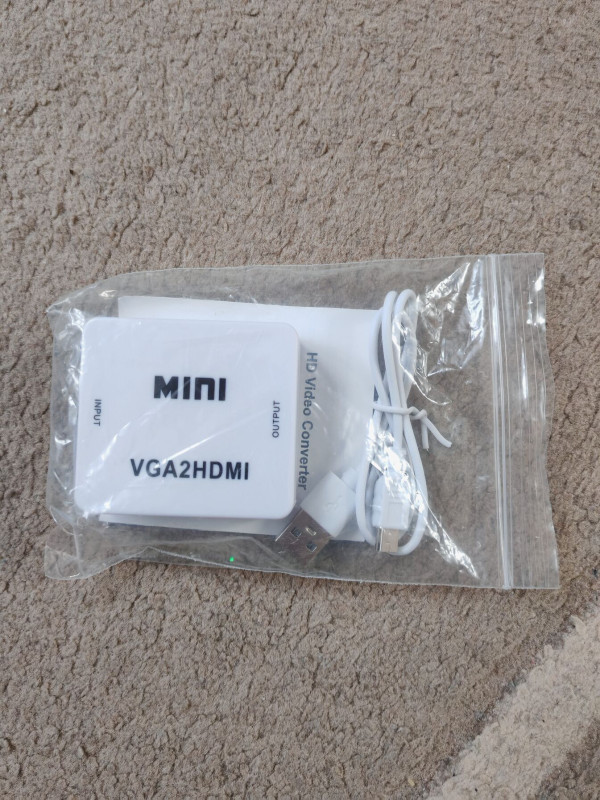 MINI
INPUT
OUTPUT
VGA2HDMI
HD Video Converter